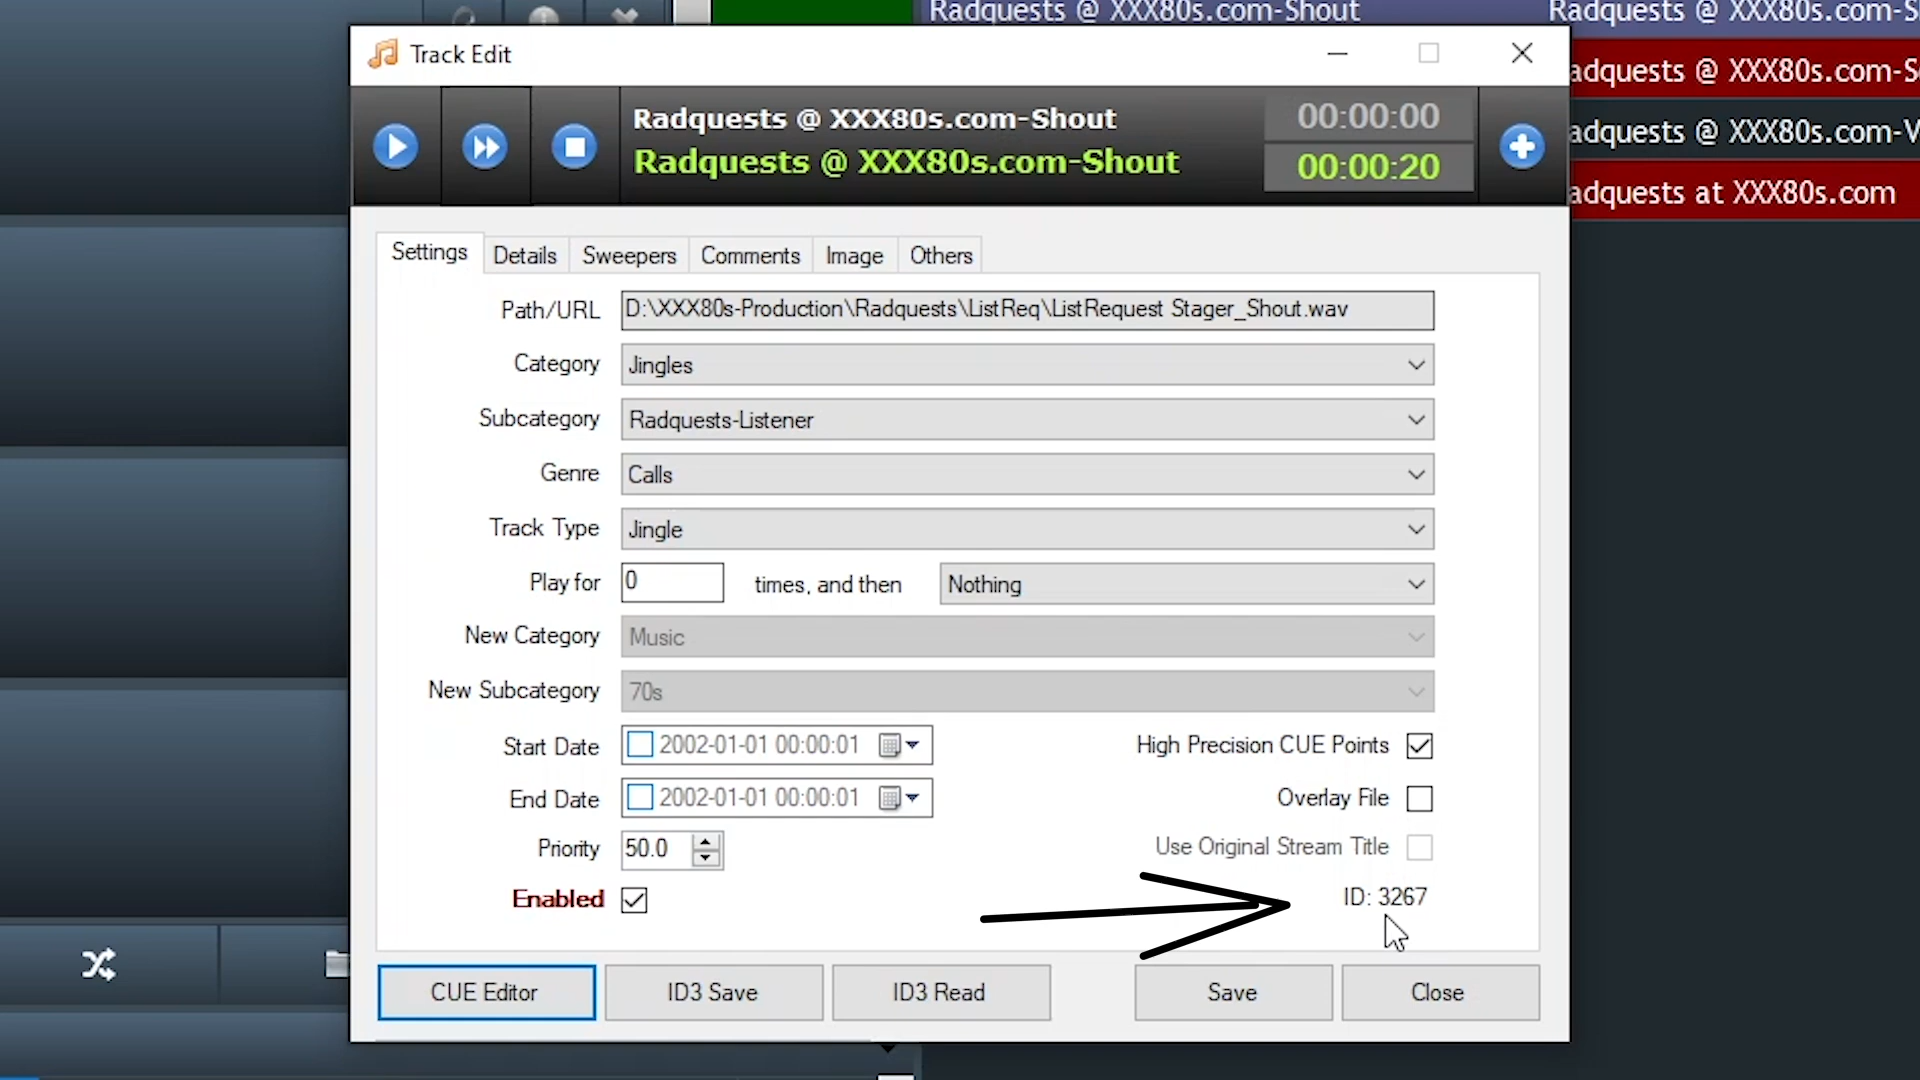 Radquests @ XXX80s.com-Shout
Track Edit
Radquests @ XXX80s.com-Shout
Radquests @ XXX80s.com-Shout
00:00:00
00:00:20
Radquests @ XXX80s.com-S
adquests @ XXX80s.com-S
adquests @ XXX80s.com-V
adquests at XXX80s.com
Settings Details Sweepers Comments Image Others
Path/URL D:\XXX80s-Production\Radquests\ListReq\ListRequest Stager_Shout.wav
Category Jingles
Subcategory Radquests-Listener
Genre Calls
Track Type Jingle
Play for 0 times, and then Nothing
New Category Music
New Subcategory 70s
Start Date 2002-01-01 00:00:01 High Precision CUE Points
End Date 2002-01-01 00:00:01 Overlay File
Priority 50.0 Use Original Stream Title
Enabled ID: 3267
CUE Editor ID3 Save ID3 Read Save Close